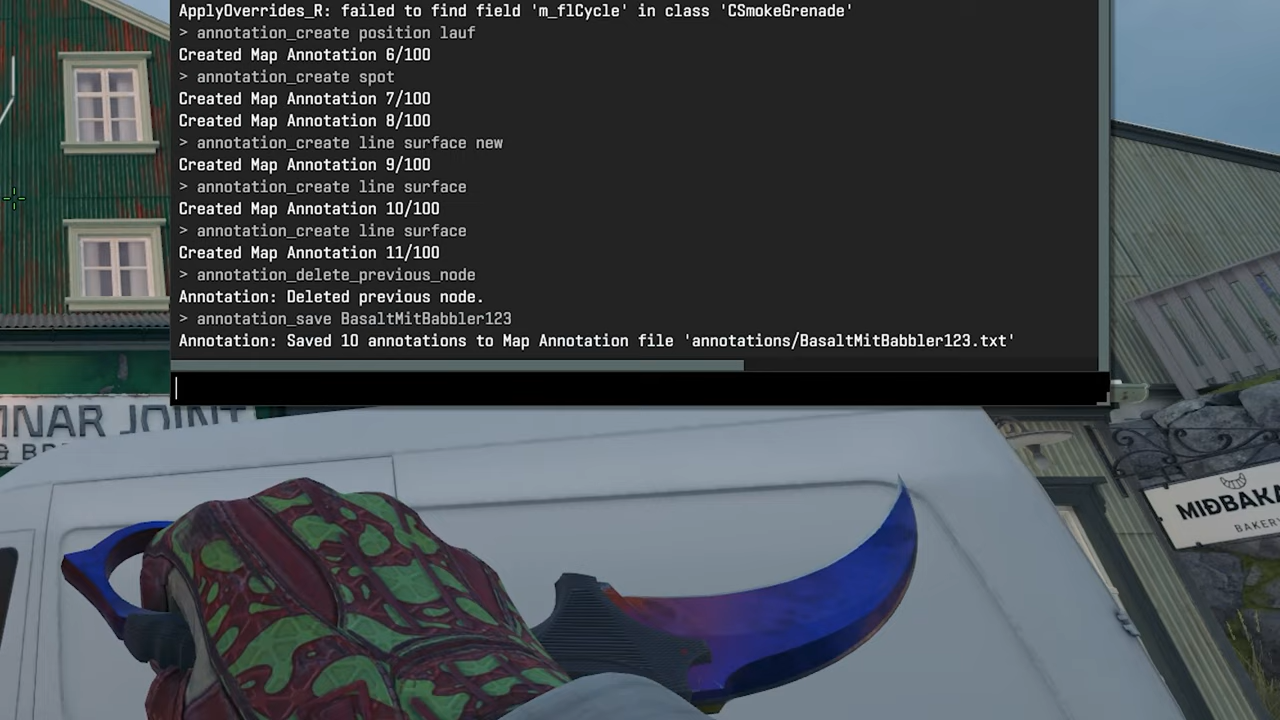 ApplyOverrides_R: failed to find field 'm_flCycle' in class 'CSmokeGrenade'
> annotation_create position lauf
Created Map Annotation 6/100
> annotation_create spot
Created Map Annotation 7/100
Created Map Annotation 8/100
> annotation_create line surface new
Created Map Annotation 9/100
> annotation_create line surface
Created Map Annotation 10/100
> annotation_create line surface
Created Map Annotation 11/100
> annotation_delete_previous_node
Annotation: Deleted previous node.
> annotation_save BasaltMitBabbler123
Annotation: Saved 10 annotations to Map Annotation file 'annotations/BasaltMitBabbler123.txt'
JOINT
&
MIÐBAKA
BAKERY